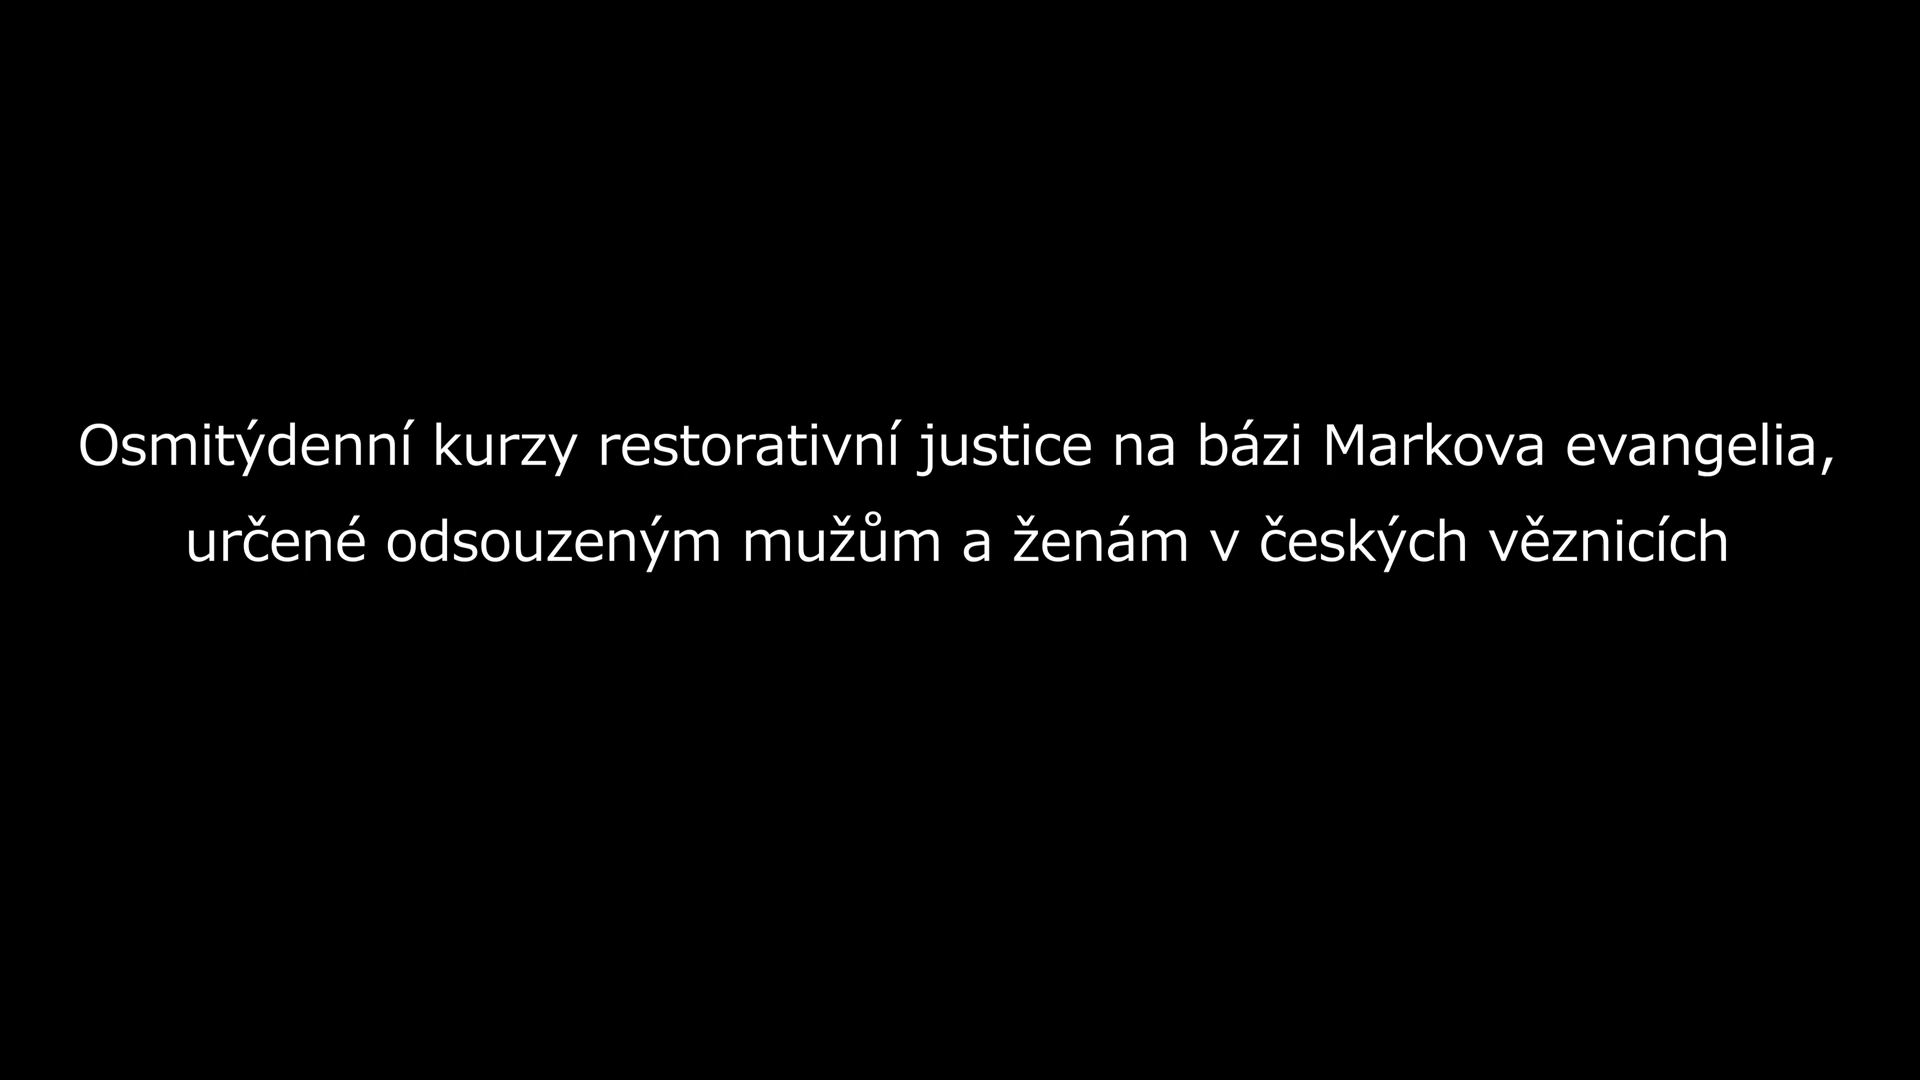 Osmitýdenní kurzy restorativní justice na bázi Markova evangelia,
určené odsouzeným mužům a ženám v českých věznicích